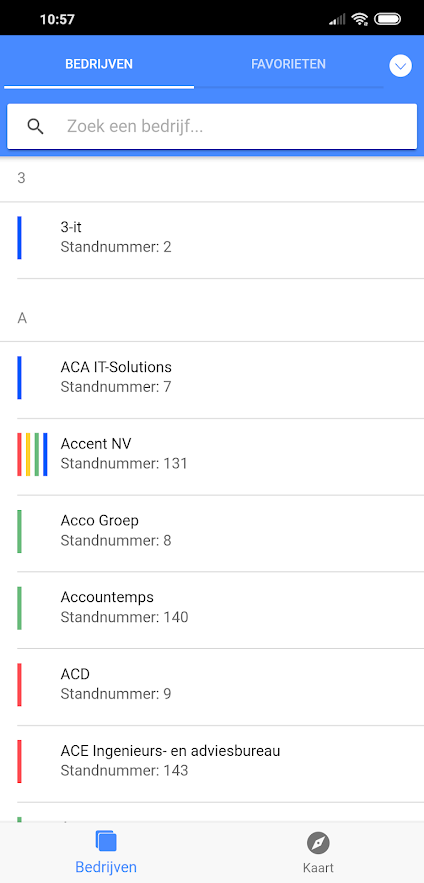 10:57
BEDRIJVEN
FAVORIETEN
Zoek een bedrijf...
3
3-it
Standnummer: 2
A
ACA IT-Solutions
Standnummer: 7
Accent NV
Standnummer: 131
Acco Groep
Standnummer: 8
Accountemps
Standnummer: 140
ACD
Standnummer: 9
ACE Ingenieurs- en adviesbureau
Standnummer: 143
Bedrijven
Kaart